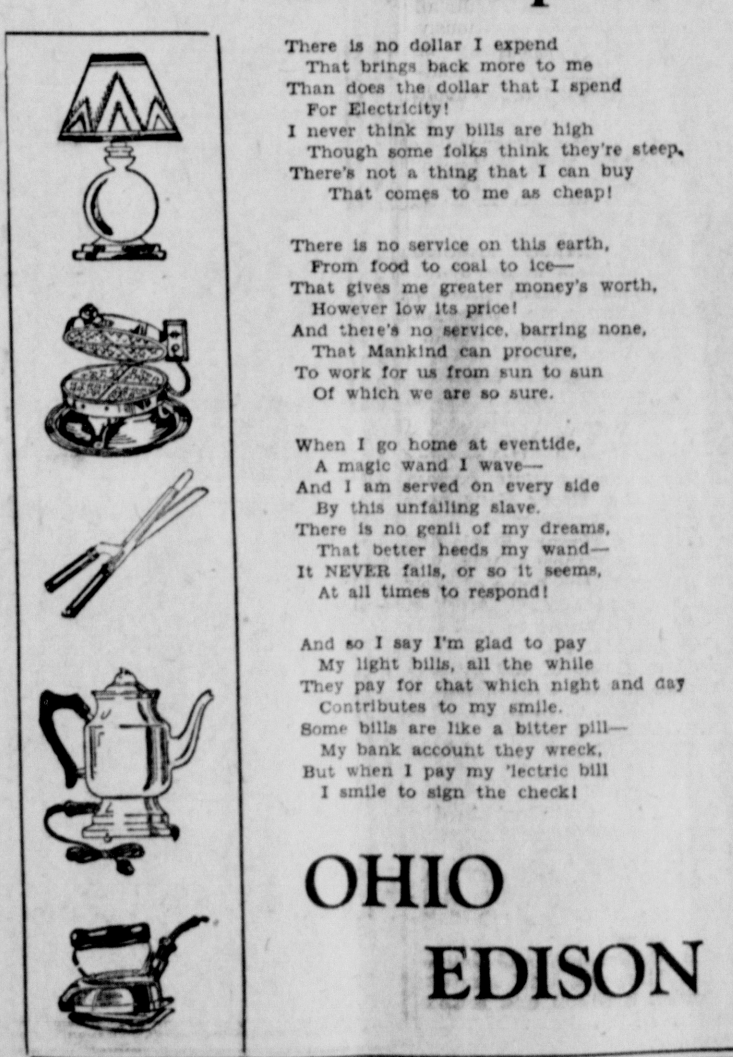 There is no dollar I expend
That brings back more to me
Than does the dollar that I spend
For Electricity!
I never think my bills are high
Though some folks think they're steep.
There's not a thing that I can buy
That comes to me as cheap!
There is no service on this earth,
From food to coal to ice—
That gives me greater money's worth,
However low its price!
And there's no service, barring none,
That Mankind can procure,
To work for us from sun to sun
Of which we are so sure.
When I go home at eventide,
A magic wand I wave—
And I am served on every side
By this unfailing slave.
There is no genii of my dreams,
That better heeds my wand—
It NEVER fails, or so it seems,
At all times to respond!
And so I say I'm glad to pay
My light bills, all the while
They pay for that which night and day
Contributes to my smile.
Some bills are like a bitter pill—
My bank account they wreck,
But when I pay my 'lectric bill
I smile to sign the check!
OHIO
EDISON